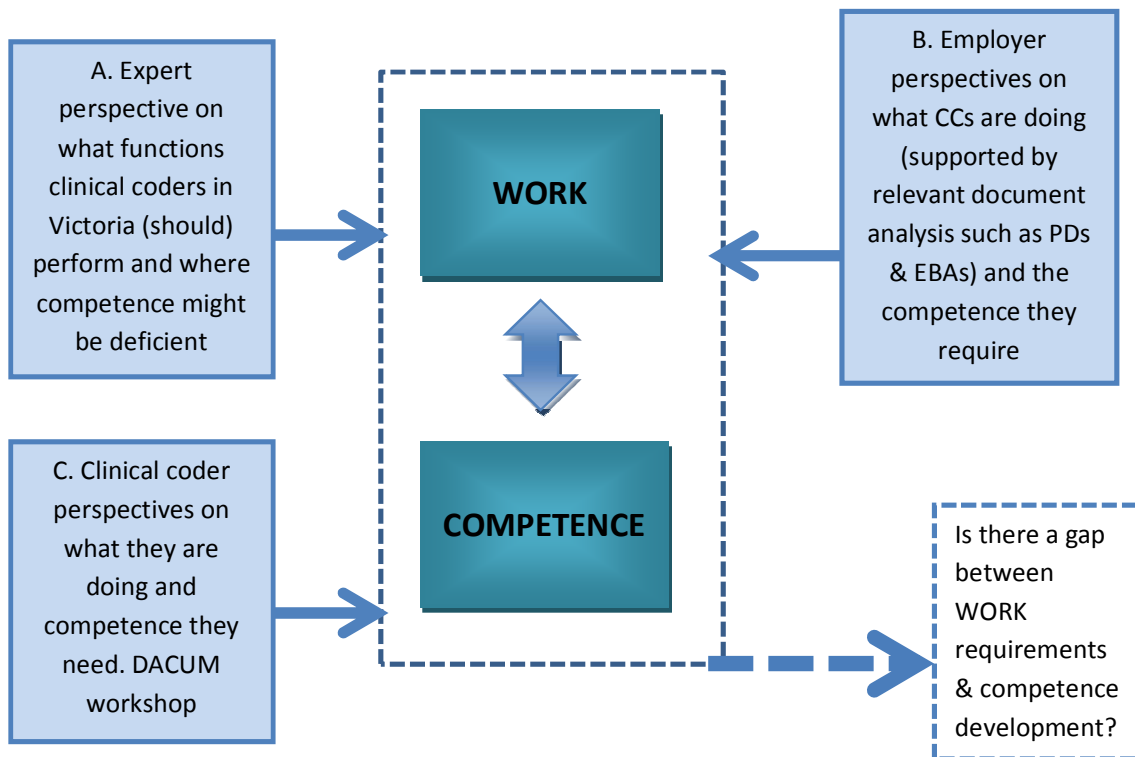 A. Expert
perspective on
what functions
clinical coders in
Victoria (should)
perform and where
competence might
be deficient
WORK
B. Employer
perspectives on
what CCs are doing
(supported by
relevant document
analysis such as PDs
& EBAs) and the
competence they
require
C. Clinical coder
perspectives on
what they are
doing and
competence they
need. DACUM
workshop
COMPETENCE
Is there a gap
between
WORK
requirements
& competence
development?